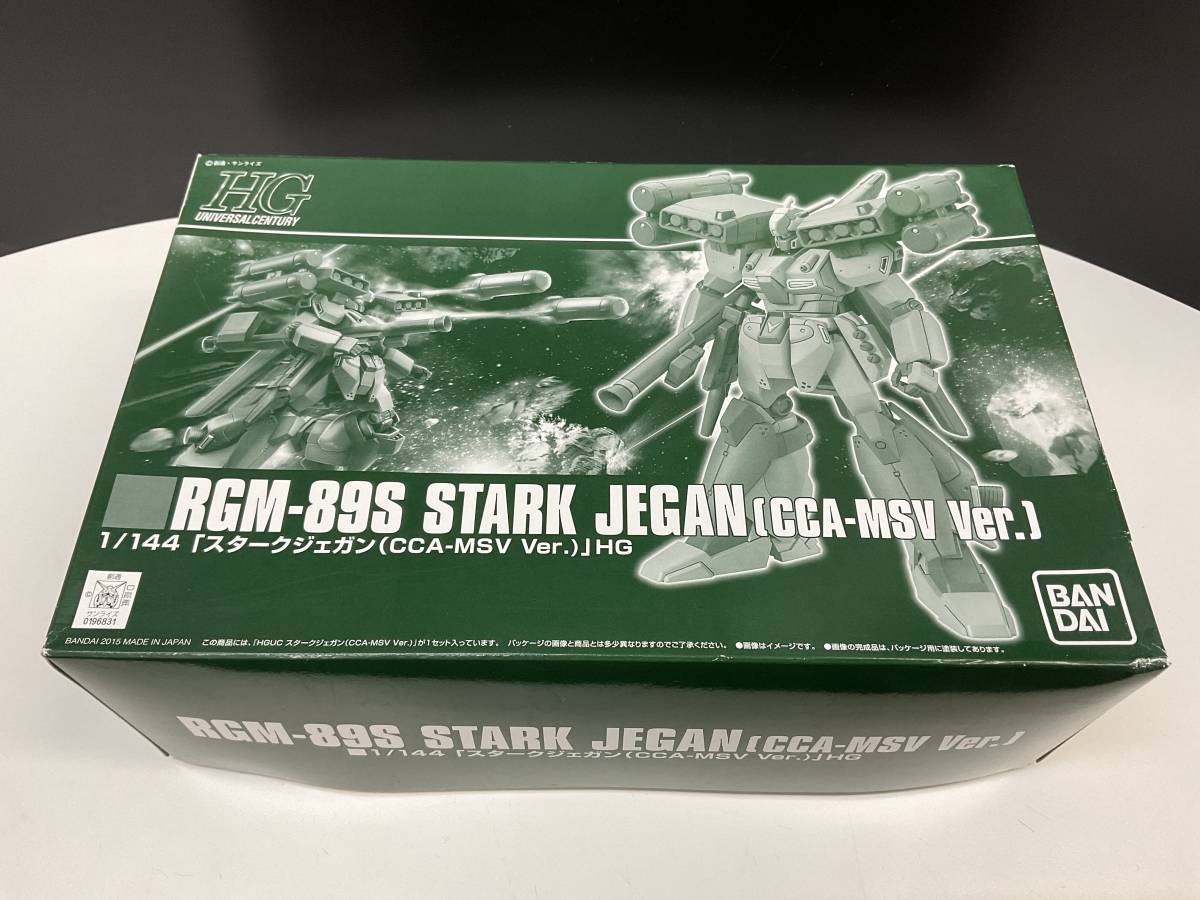 ©創通・サンライズ
HG
UNIVERSAL CENTURY
RGM-89S STARK JEGAN(CCA-MSV Ver.)
1/144「スタークジェガン(CCA-MSV Ver.)」HG
創通
©
サンライズ
0196831
BANDAI 2015 MADE IN JAPAN
この商品には、「HGUC スタークジェガン(CCA-MSV Ver.)」が1セット入っています。 パッケージの画像と商品とは多少異なりますのでご了承ください。 ●画像はイメージです。 ●画像の完成品は、パッケージ用に塗装してあります。
BAN
DAI
RGM-89S STARK JEGAN(CCA-MSV Ver.)
1/144「スタークジェガン(CCA-MSV Ver.)」HG